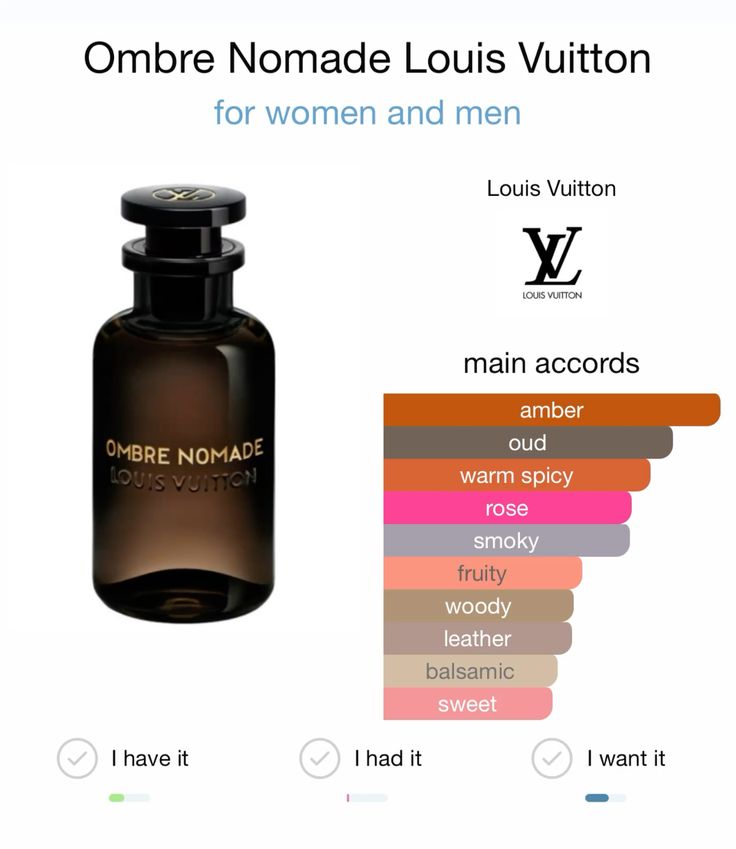 Ombre Nomade Louis Vuitton
for women and men
Louis Vuitton
LV
LOUIS VUITTON
LV
OMBRE NOMADE
LOUIS VUITTON
main accords
amber
oud
warm spicy
rose
smoky
fruity
woody
leather
balsamic
sweet
I have it
I had it
I want it